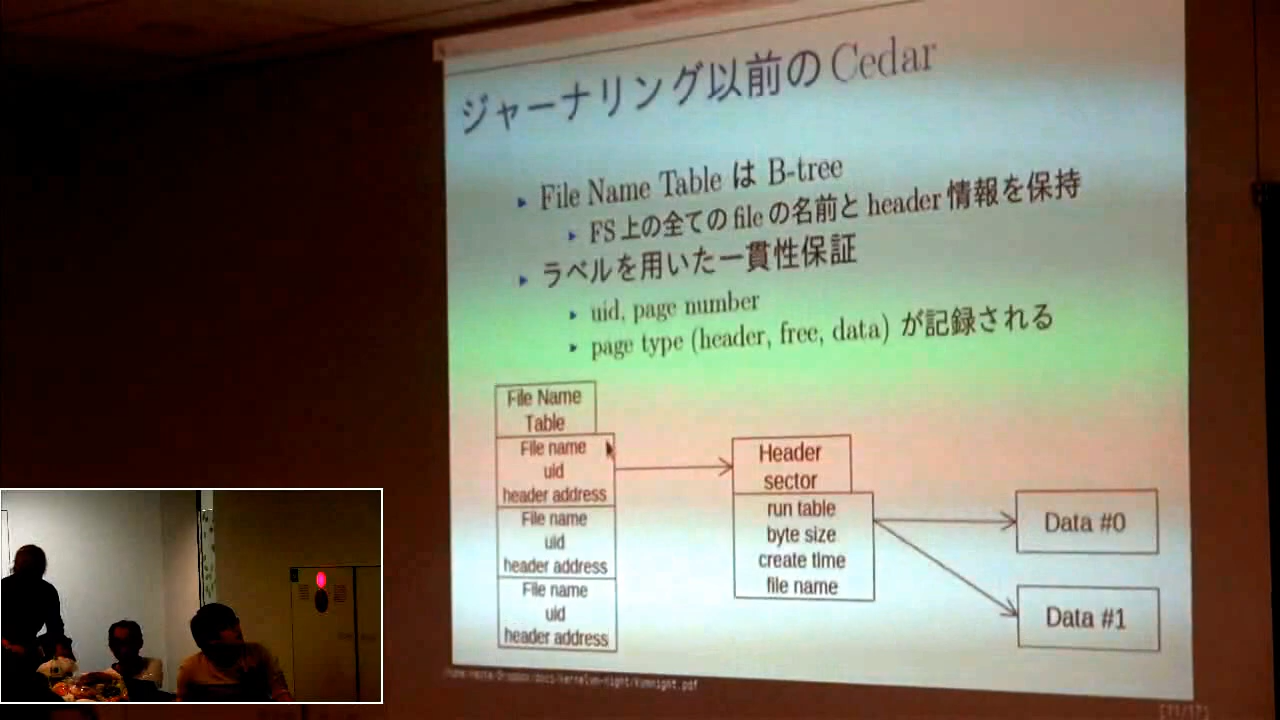 ジャーナリング以前の Cedar
File Name Table は B-tree
FS 上の全ての file の名前と header 情報を保持
ラベルを用いた一貫性保証
uid, page number
page type (header, free, data) が記録される
File Name
Table
File name
uid
header address
File name
uid
header address
File name
uid
header address
Header
sector
run table
byte size
create time
file name
Data #0
Data #1